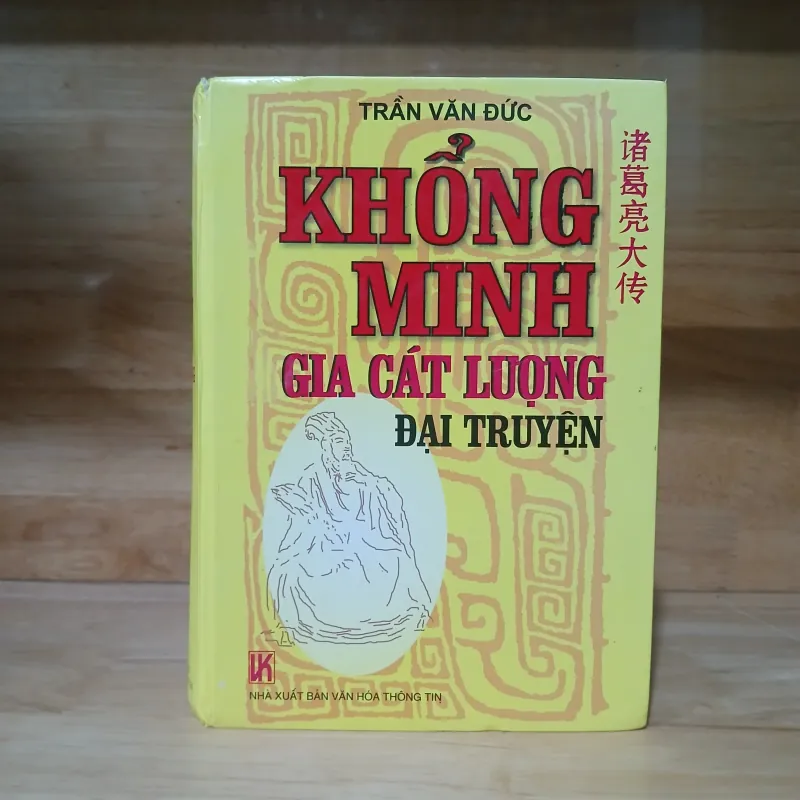 TRẦN VĂN ĐỨC
KHỔNG
MINH
GIA CÁT LƯỢNG
ĐẠI TRUYỆN
诸葛亮大传
VK
NHÀ XUẤT BẢN VĂN HÓA THÔNG TIN